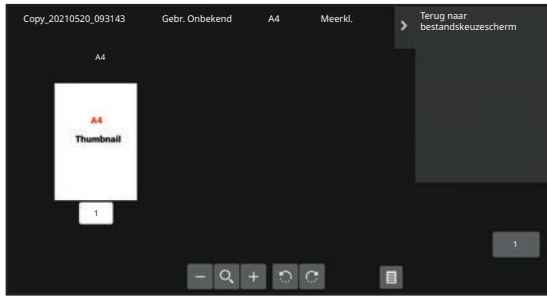 Copy_20210520_093143 Gebr. Onbekend A4 Meerkl.
Terug naar
bestandskeuzescherm
A4
A4
Thumbnail
1
1